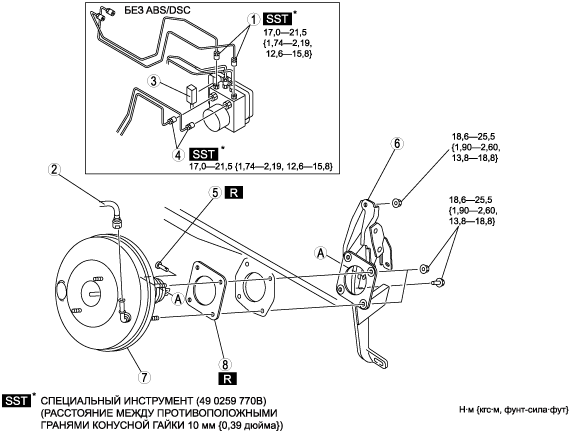 БЕЗ ABS/DSC
1 SST*
17,0—21,5
{1,74—2,19,
12,6—15,8}
3
4 SST*
17,0—21,5 {1,74—2,19, 12,6—15,8}
2
5 R
6
18,6—25,5
{1,90—2,60,
13,8—18,8}
18,6—25,5
{1,90—2,60,
13,8—18,8}
A
A
7
8
R
SST* СПЕЦИАЛЬНЫЙ ИНСТРУМЕНТ (49 0259 770B)
(РАССТОЯНИЕ МЕЖДУ ПРОТИВОПОЛОЖНЫМИ
ГРАНЯМИ КОНУСНОЙ ГАЙКИ 10 мм {0,39 дюйма})
Н·м {кгс·м, фунт-сила·фут}